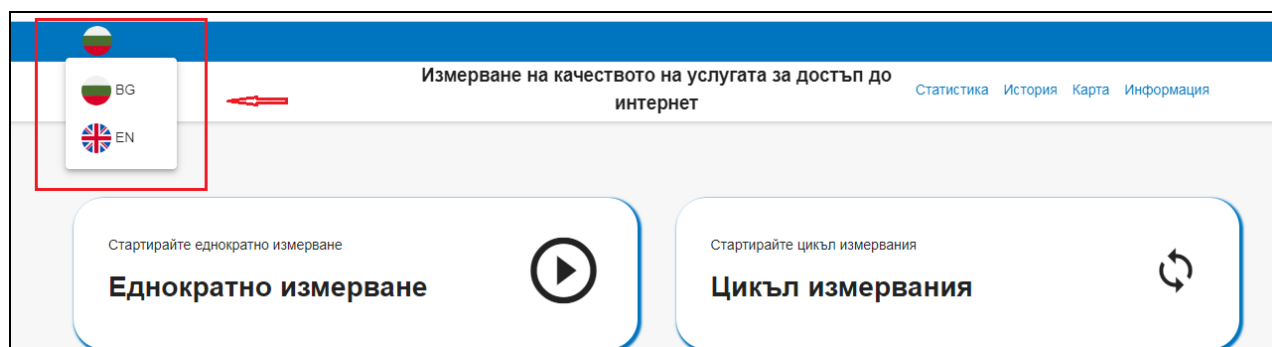 BG
EN
Измерване на качеството на услугата за достъп до
интернет
Статистика История Карта Информация
Стартирайте еднократно измерване
Еднократно измерване
Стартирайте цикъл измервания
Цикъл измервания